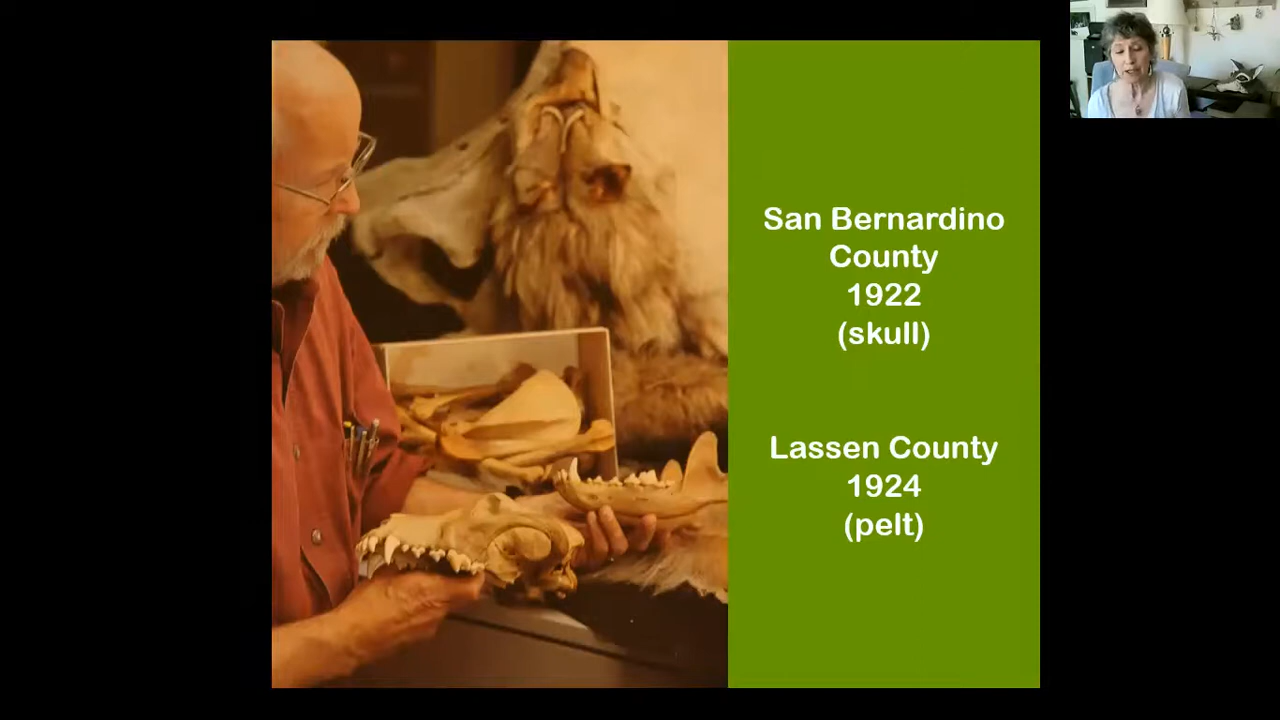 San Bernardino
County
1922
(skull)
Lassen County
1924
(pelt)